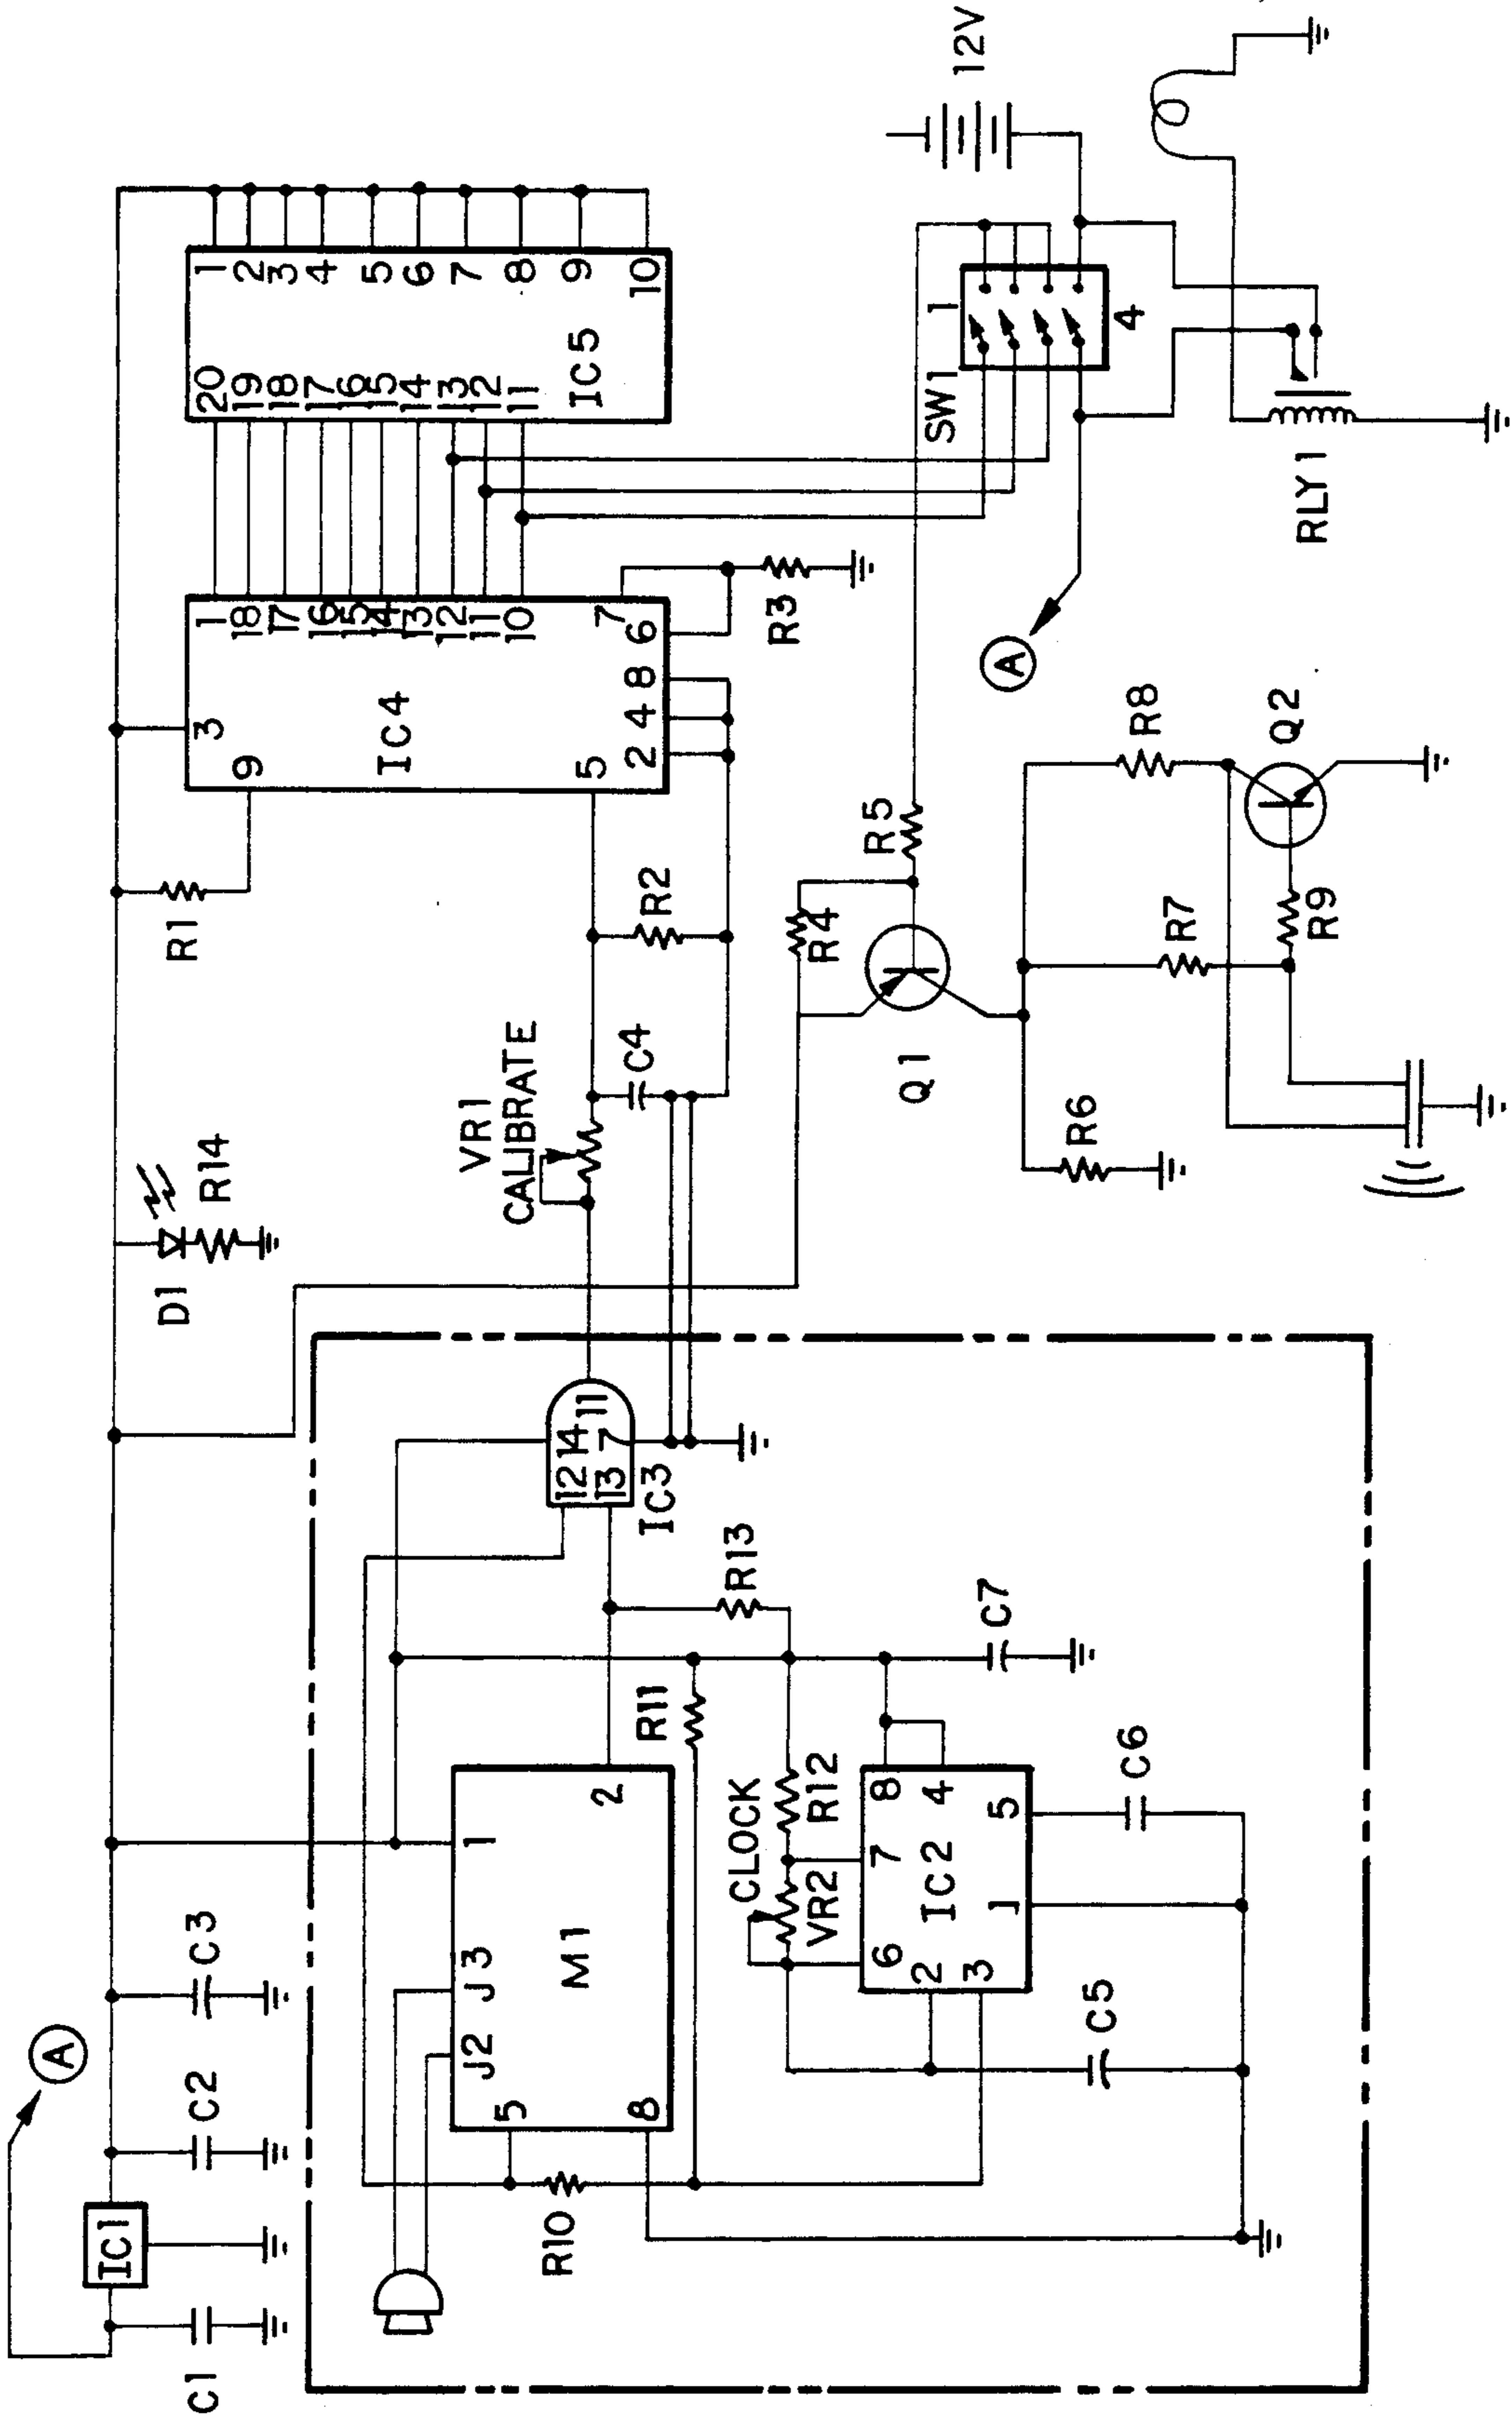 12V
1
2
3
4
5
6
7
8
9
10
20
19
18
17
16
15
14
13
12
11
IC5
1
4
SW1
RLY1
1
18
17
16
15
14
13
12
11
10
7
6
3
9
IC4
5
2
4
8
R3
A
R1
R2
R5
R4
R8
Q2
R7
R9
Q1
R6
VR1
CALIBRATE
C4
R14
D1
12
14
11
13
7
IC3
R13
C7
R11
1
2
J3
J2
M1
5
8
R10
CLOCK
VR2
R12
8
4
7
IC2
5
6
1
2
3
C6
C5
A
C3
C2
IC1
C1